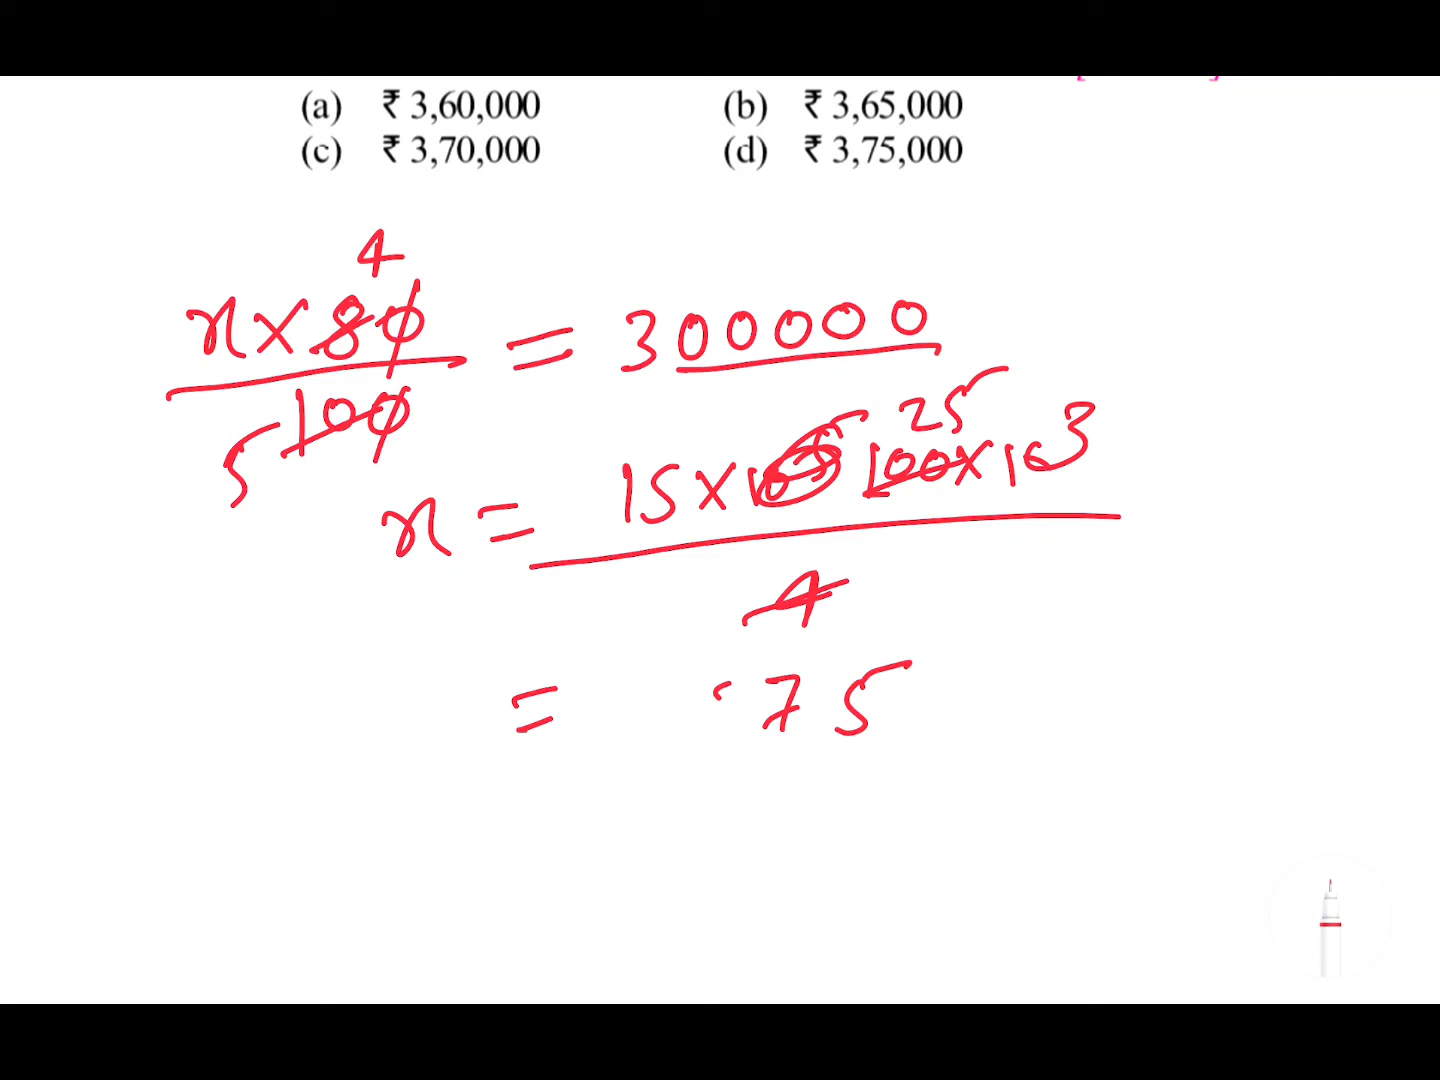 (a) ₹ 3,60,000 (b) ₹ 3,65,000
(c) ₹ 3,70,000 (d) ₹ 3,75,000
4
x × 80 = 300000
5 100
25
x = 15 × 100 × 10³
4
= 75